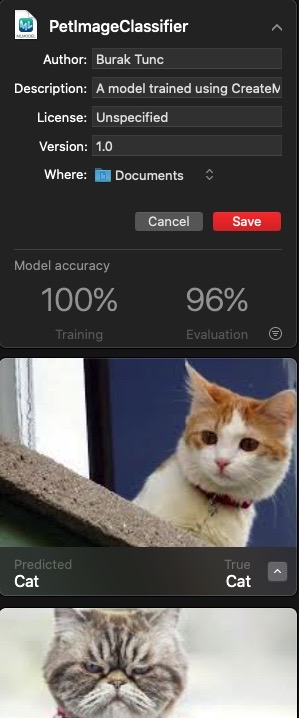 PetImageClassifier
Author: Burak Tunc
Description: A model trained using CreateM
License: Unspecified
Version: 1.0
Where: Documents
Cancel Save
Model accuracy
100% 96%
Training Evaluation
Predicted True
Cat Cat